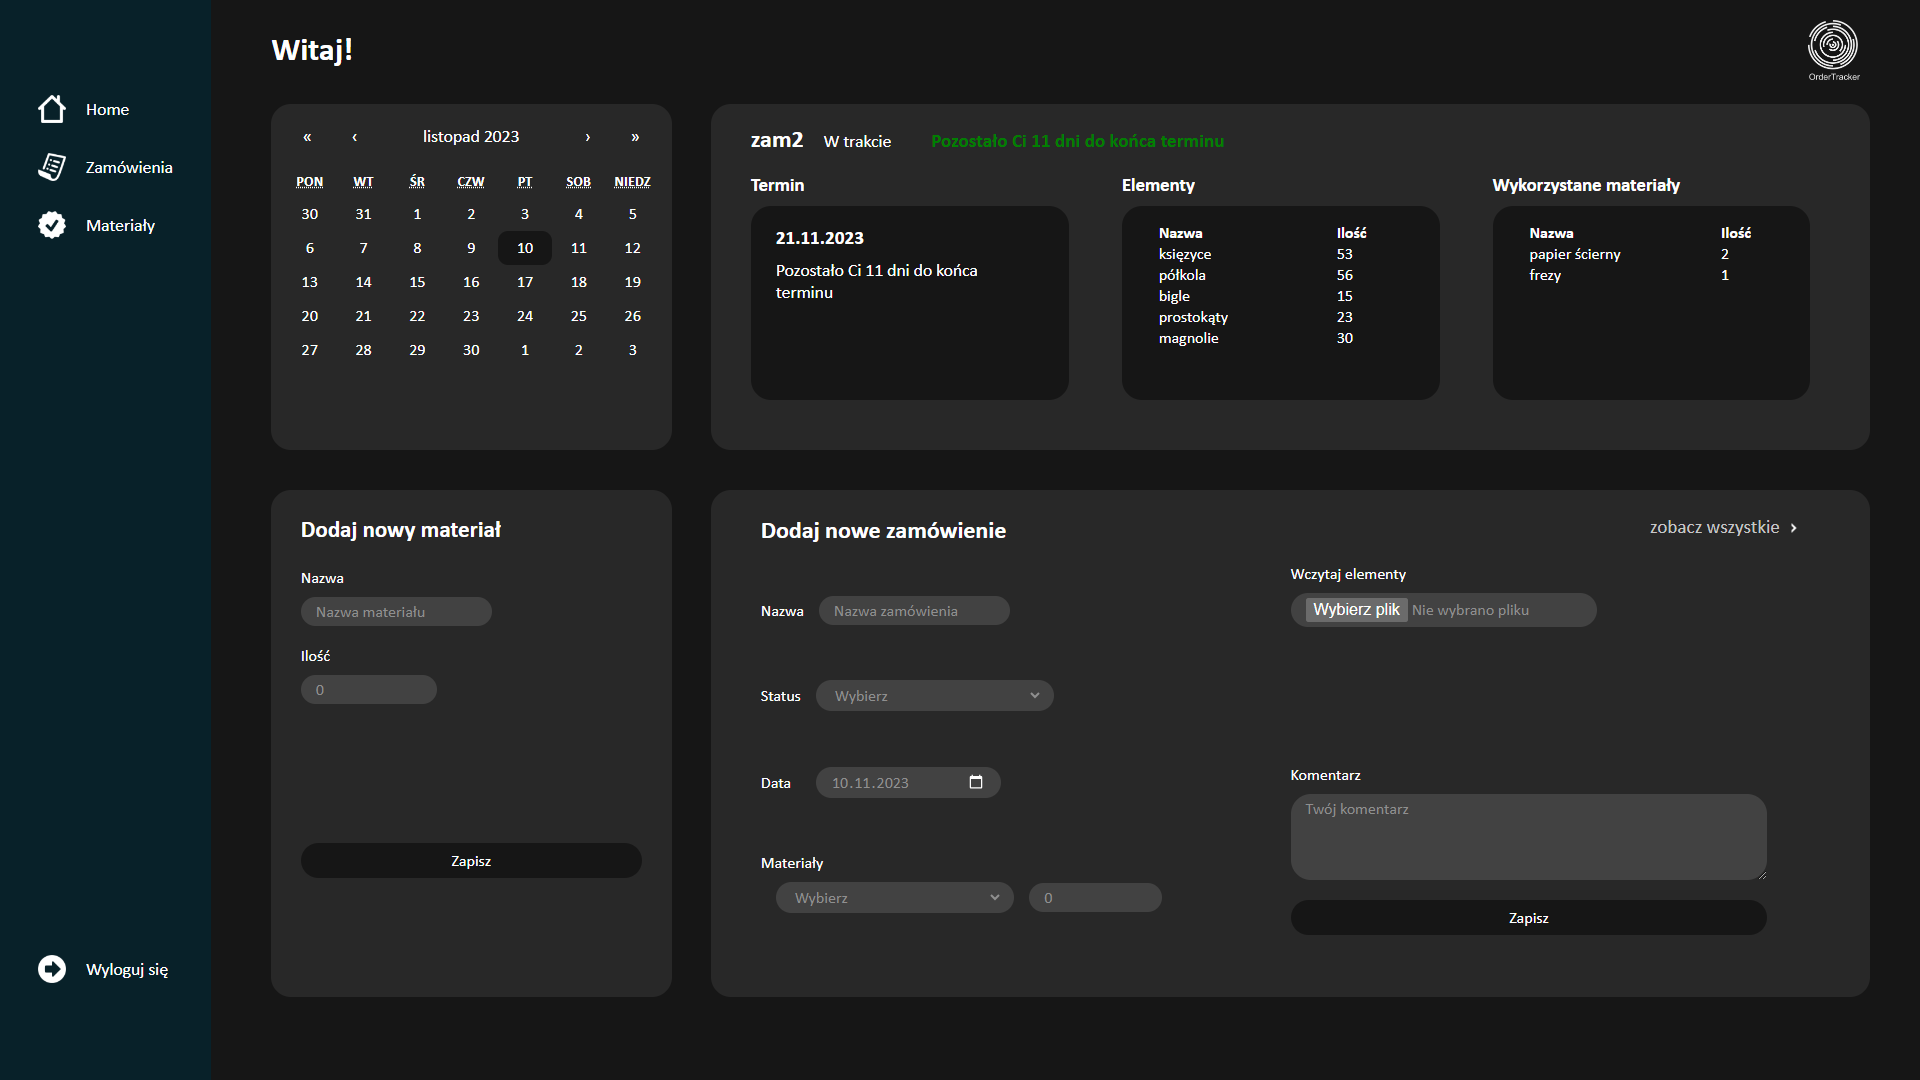 Home
Zamówienia
Materiały
Wyloguj się
Witaj!
OrderTracker
« ‹ listopad 2023 › »
PON WT ŚR CZW PT SOB NIEDZ
30 31 1 2 3 4 5
6 7 8 9 10 11 12
13 14 15 16 17 18 19
20 21 22 23 24 25 26
27 28 29 30 1 2 3
zam2 W trakcie Pozostało Ci 11 dni do końca terminu
Termin
21.11.2023
Pozostało Ci 11 dni do końca
terminu
Elementy
Nazwa Ilość
księzyce 53
półkola 56
bigle 15
prostokąty 23
magnolie 30
Wykorzystane materiały
Nazwa Ilość
papier ścierny 2
frezy 1
Dodaj nowy materiał
Nazwa
Nazwa materiału
Ilość
0
Zapisz
Dodaj nowe zamówienie
zobacz wszystkie ›
Nazwa Nazwa zamówienia
Status Wybierz
Data 10.11.2023
Materiały
Wybierz 0
Wczytaj elementy
Wybierz plik Nie wybrano pliku
Komentarz
Twój komentarz
Zapisz